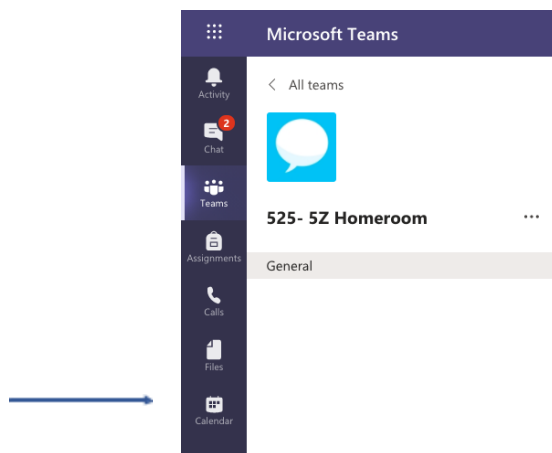 Microsoft Teams
Activity
2
Chat
Teams
Assignments
Calls
Files
Calendar
All teams
525- 5Z Homeroom
General